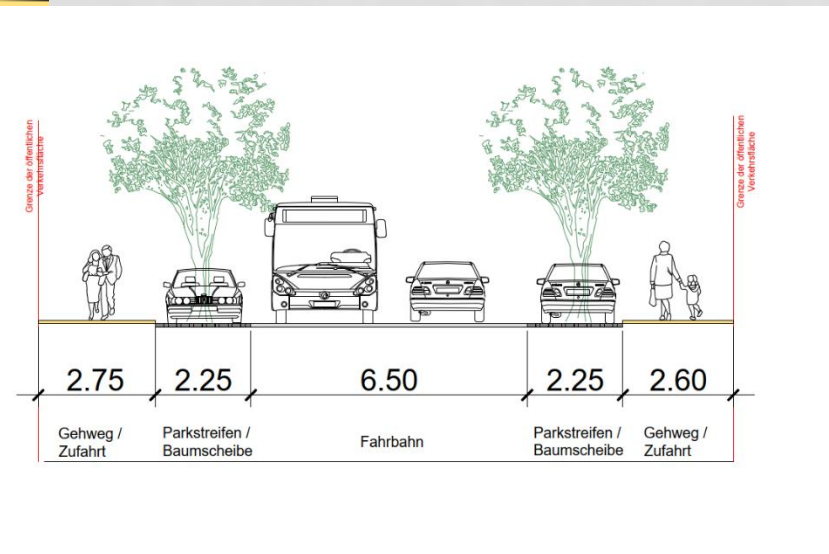 Grenze der öffentlichen
Verkehrsfläche
Grenze der öffentlichen
Verkehrsfläche
2.75
2.25
6.50
2.25
2.60
Gehweg /
Zufahrt
Parkstreifen /
Baumscheibe
Fahrbahn
Parkstreifen /
Baumscheibe
Gehweg /
Zufahrt